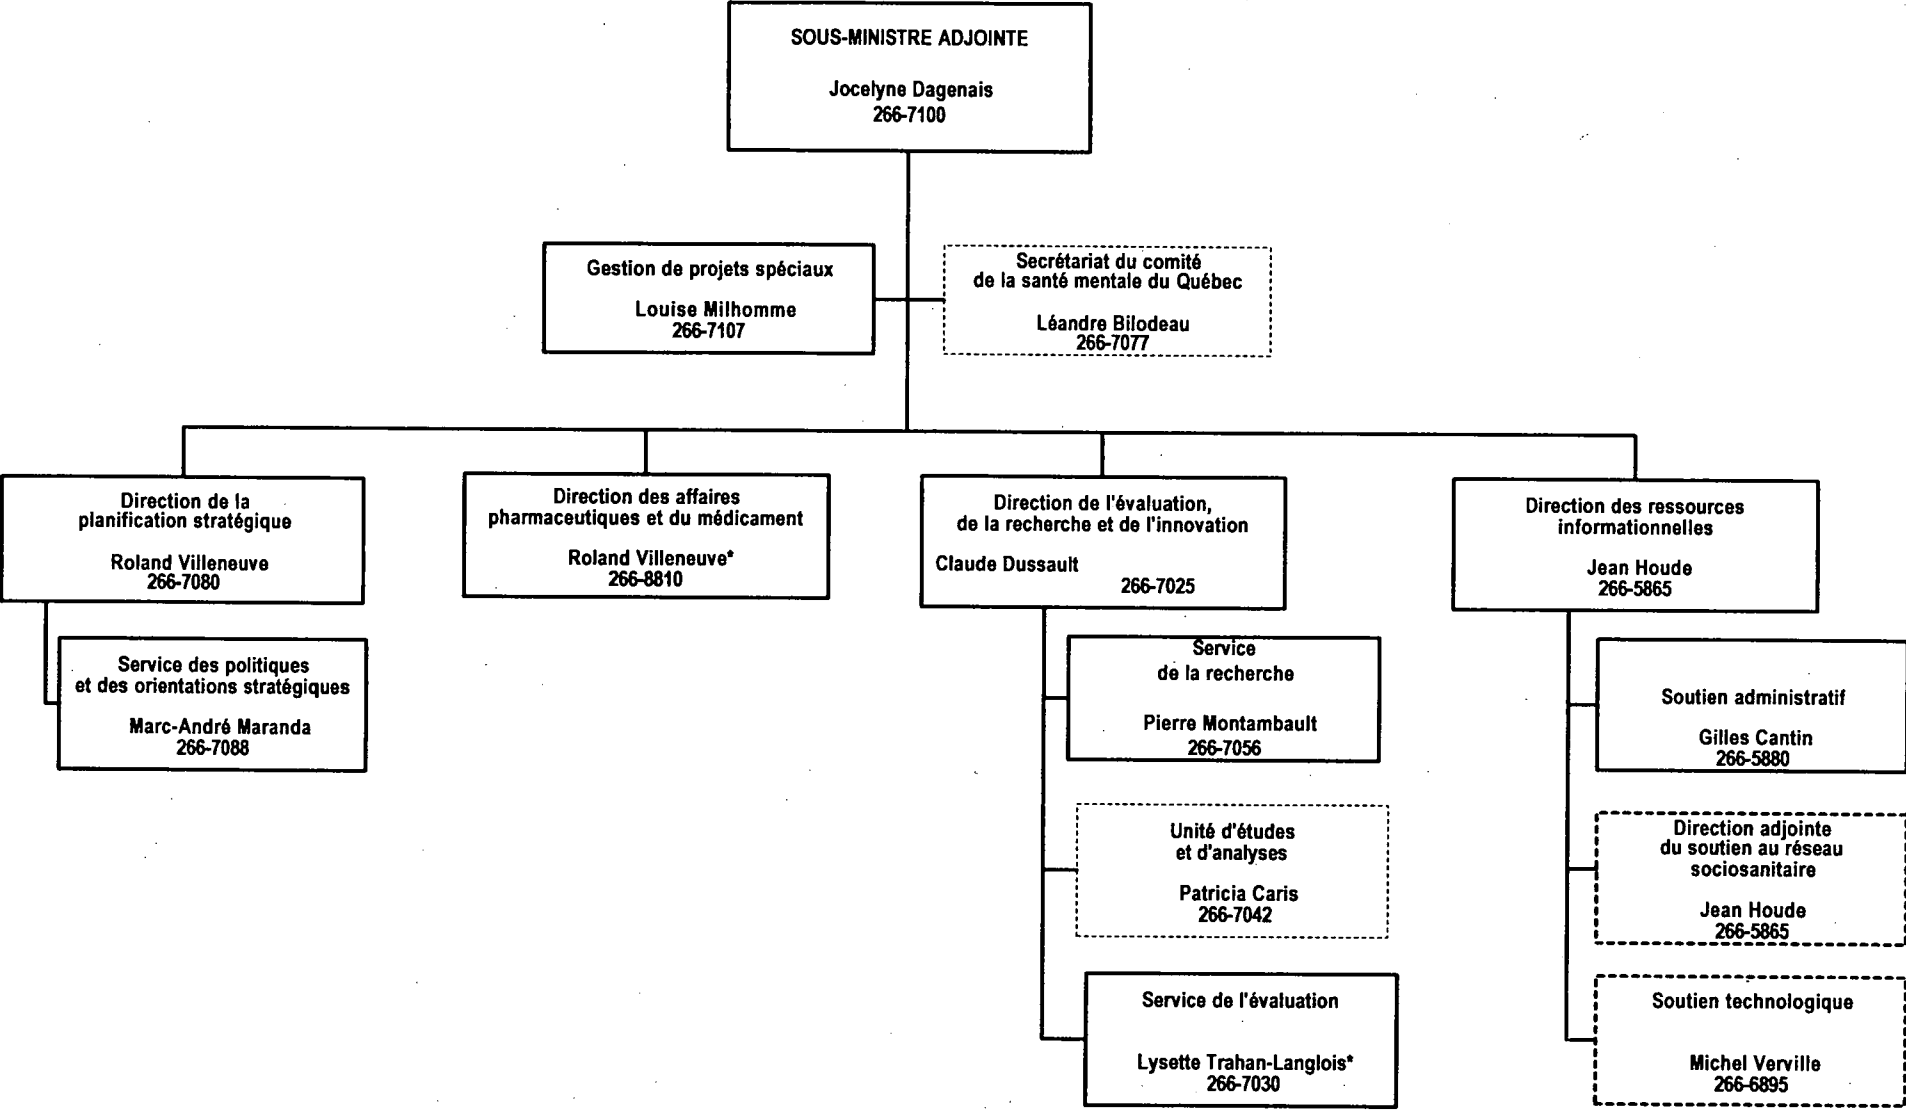 SOUS-MINISTRE ADJOINTE
Jocelyne Dagenais
266-7100
Gestion de projets spéciaux
Louise Milhomme
266-7107
Secrétariat du comité
de la santé mentale du Québec
Léandre Bilodeau
266-7077
Direction de la
planification stratégique
Roland Villeneuve
266-7080
Direction des affaires
pharmaceutiques et du médicament
Roland Villeneuve*
266-8810
Direction de l'évaluation,
de la recherche et de l'innovation
Claude Dussault
266-7025
Direction des ressources
informationnelles
Jean Houde
266-5865
Service des politiques
et des orientations stratégiques
Marc-André Maranda
266-7088
Service
de la recherche
Pierre Montambault
266-7056
Unité d'études
et d'analyses
Patricia Caris
266-7042
Service de l'évaluation
Lysette Trahan-Langlois*
266-7030
Soutien administratif
Gilles Cantin
266-5880
Direction adjointe
du soutien au réseau
sociosanitaire
Jean Houde
266-5865
Soutien technologique
Michel Verville
266-6895